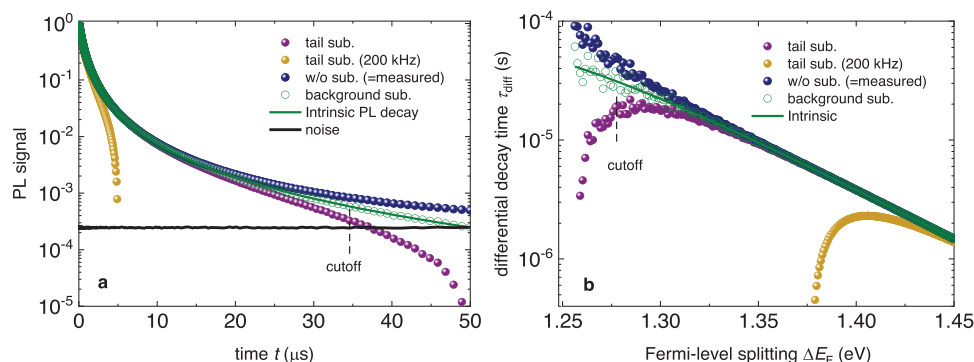 10⁰
10⁻¹
10⁻²
10⁻³
10⁻⁴
10⁻⁵
PL signal
tail sub.
tail sub. (200 kHz)
w/o sub. (=measured)
background sub.
Intrinsic PL decay
noise
cutoff
a
0 10 20 30 40 50
time t (μs)
10⁻⁴
10⁻⁵
10⁻⁶
differential decay time τdiff (s)
tail sub.
tail sub. (200 kHz)
w/o sub. (=measured)
background sub.
Intrinsic
cutoff
b
1.25 1.30 1.35 1.40 1.45
Fermi-level splitting ΔEF (eV)